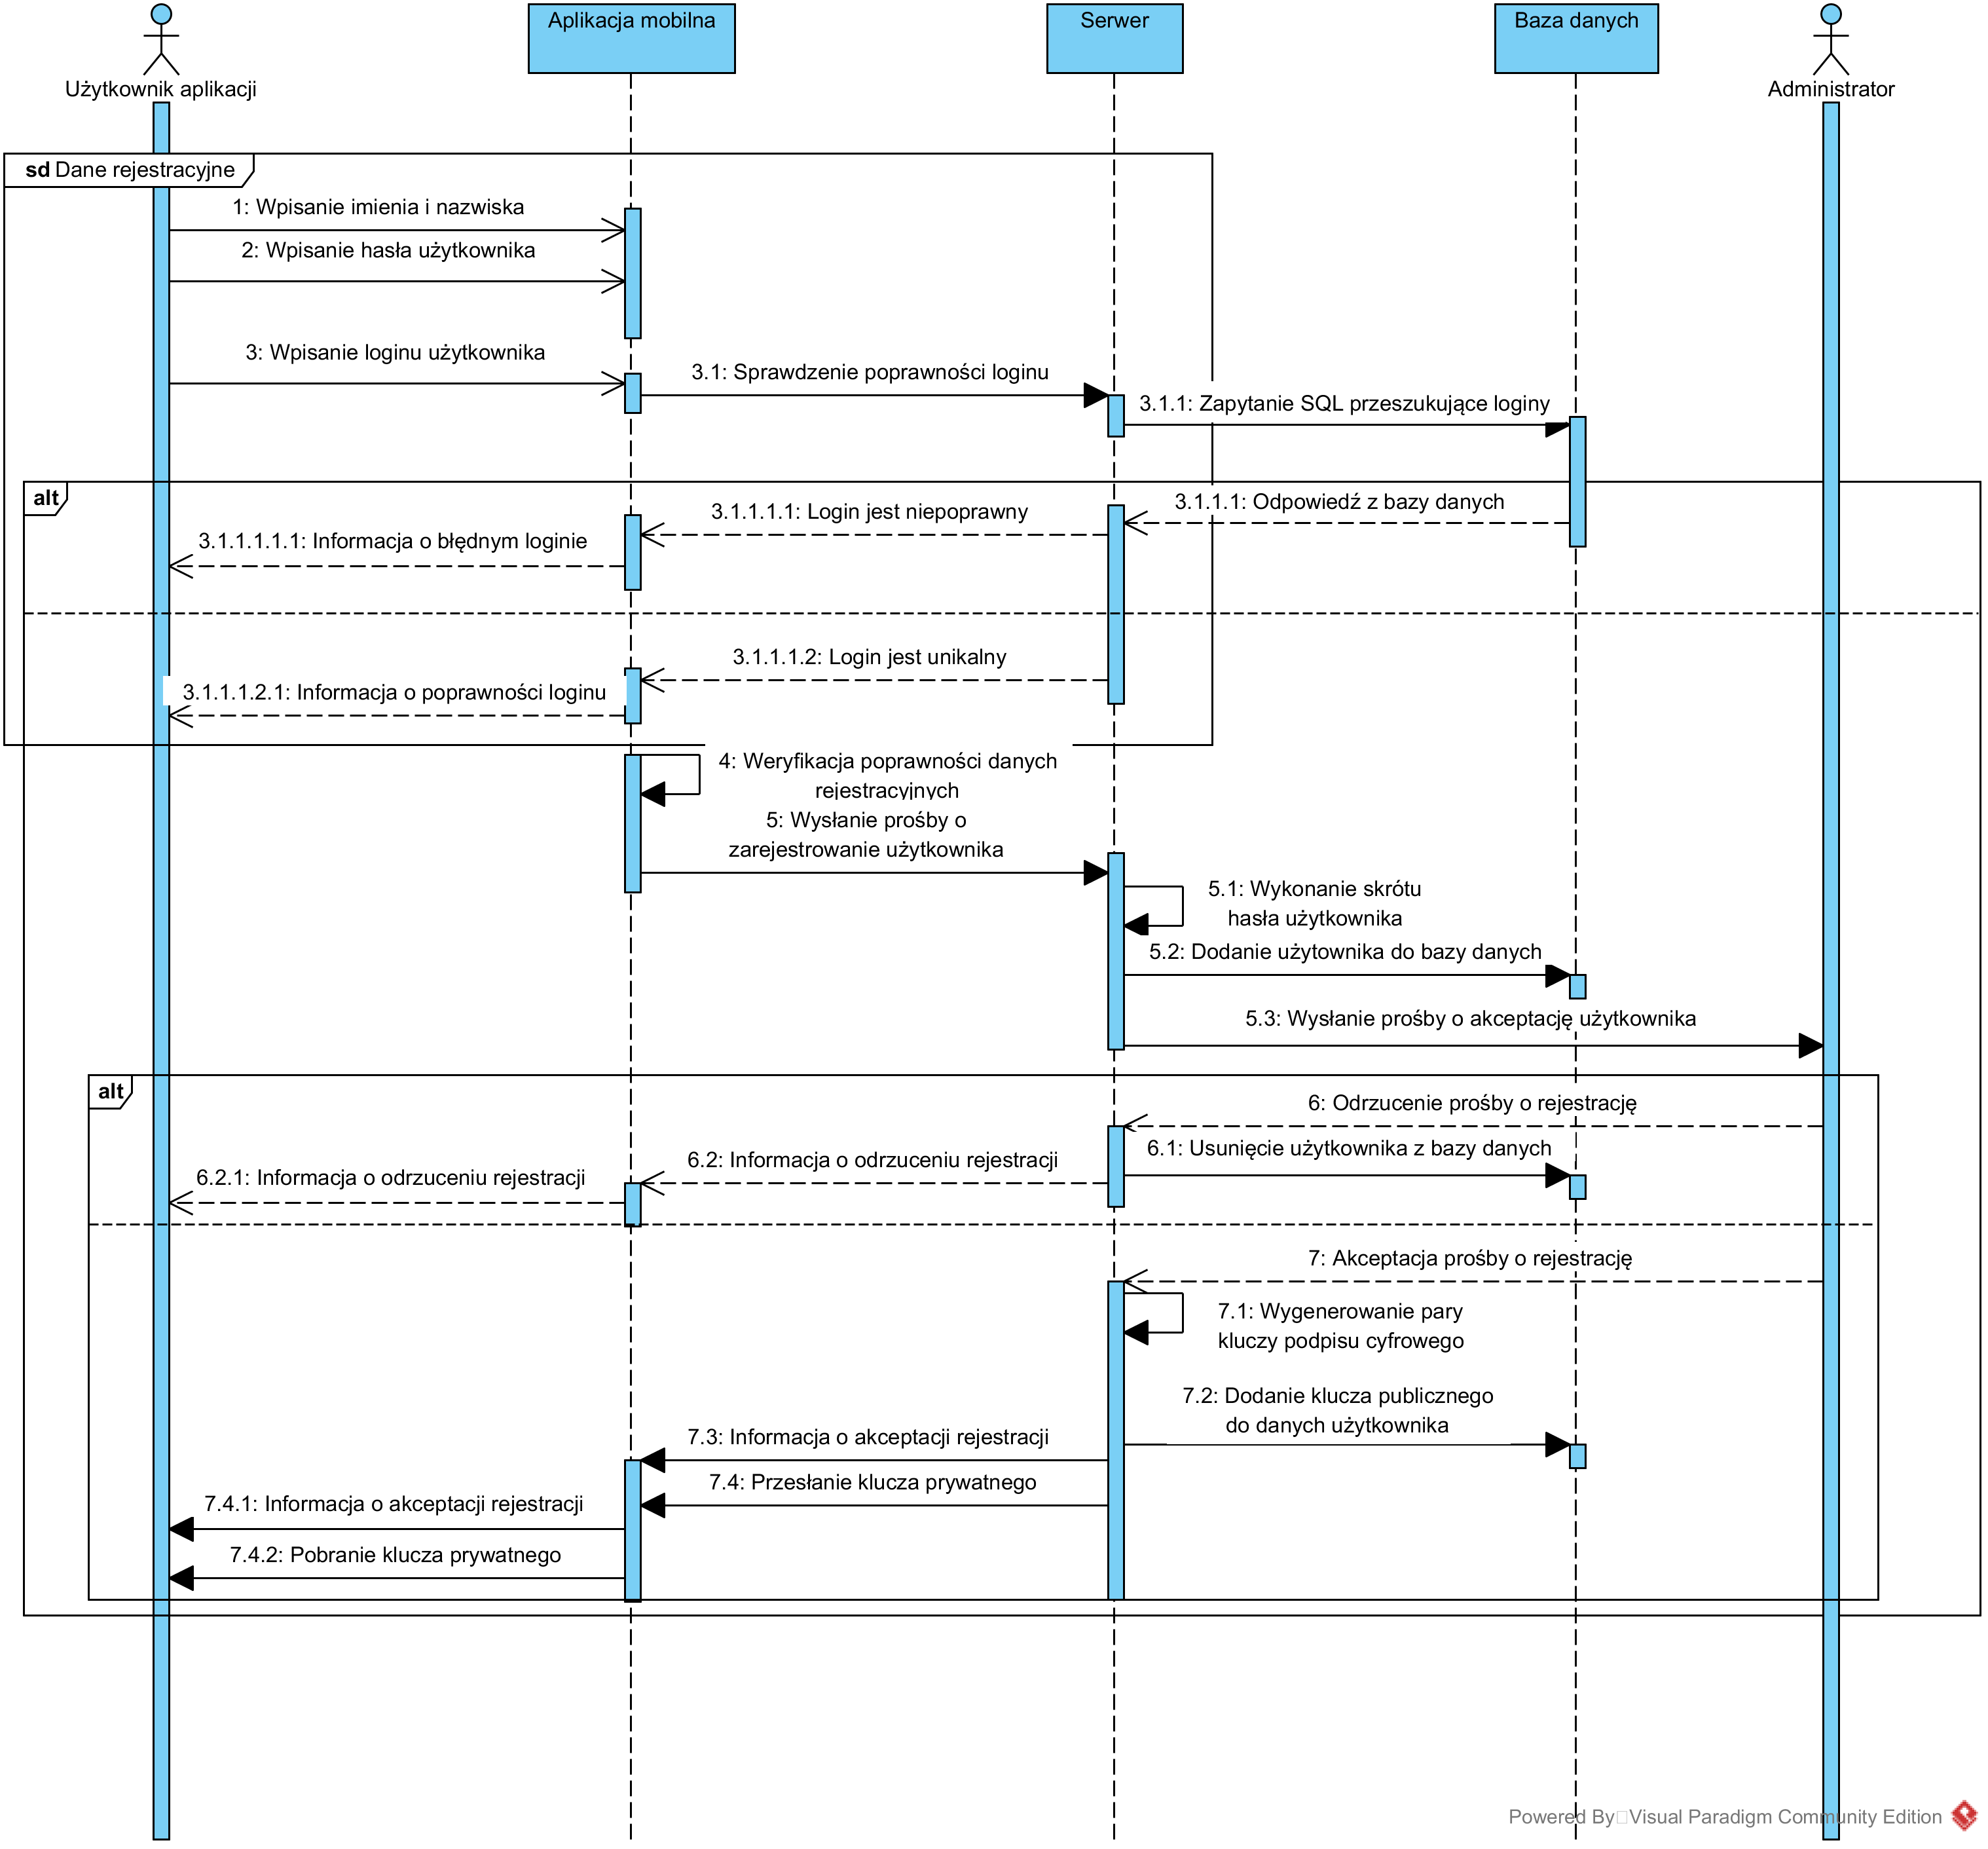 Użytkownik aplikacji
Aplikacja mobilna
Serwer
Baza danych
Administrator
sd Dane rejestracyjne
1: Wpisanie imienia i nazwiska
2: Wpisanie hasła użytkownika
3: Wpisanie loginu użytkownika
3.1: Sprawdzenie poprawności loginu
3.1.1: Zapytanie SQL przeszukujące loginy
alt
3.1.1.1: Odpowiedź z bazy danych
3.1.1.1.1: Login jest niepoprawny
3.1.1.1.1.1: Informacja o błędnym loginie
3.1.1.1.2: Login jest unikalny
3.1.1.1.2.1: Informacja o poprawności loginu
4: Weryfikacja poprawności danych
rejestracyjnych
5: Wysłanie prośby o
zarejestrowanie użytkownika
5.1: Wykonanie skrótu
hasła użytkownika
5.2: Dodanie użytownika do bazy danych
5.3: Wysłanie prośby o akceptację użytkownika
alt
6: Odrzucenie prośby o rejestrację
6.1: Usunięcie użytkownika z bazy danych
6.2: Informacja o odrzuceniu rejestracji
6.2.1: Informacja o odrzuceniu rejestracji
7: Akceptacja prośby o rejestrację
7.1: Wygenerowanie pary
kluczy podpisu cyfrowego
7.2: Dodanie klucza publicznego
do danych użytkownika
7.3: Informacja o akceptacji rejestracji
7.4: Przesłanie klucza prywatnego
7.4.1: Informacja o akceptacji rejestracji
7.4.2: Pobranie klucza prywatnego
Powered By Visual Paradigm Community Edition